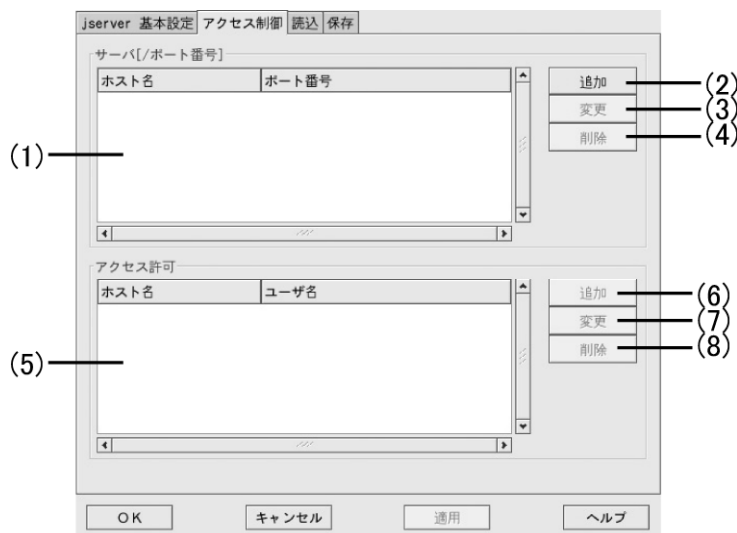 jserver 基本設定 アクセス制御 読込 保存
サーバ[/ポート番号]
ホスト名 ポート番号
追加 (2)
変更 (3)
削除 (4)
(1)
アクセス許可
ホスト名 ユーザ名
追加 (6)
変更 (7)
削除 (8)
(5)
OK キャンセル 適用 ヘルプ